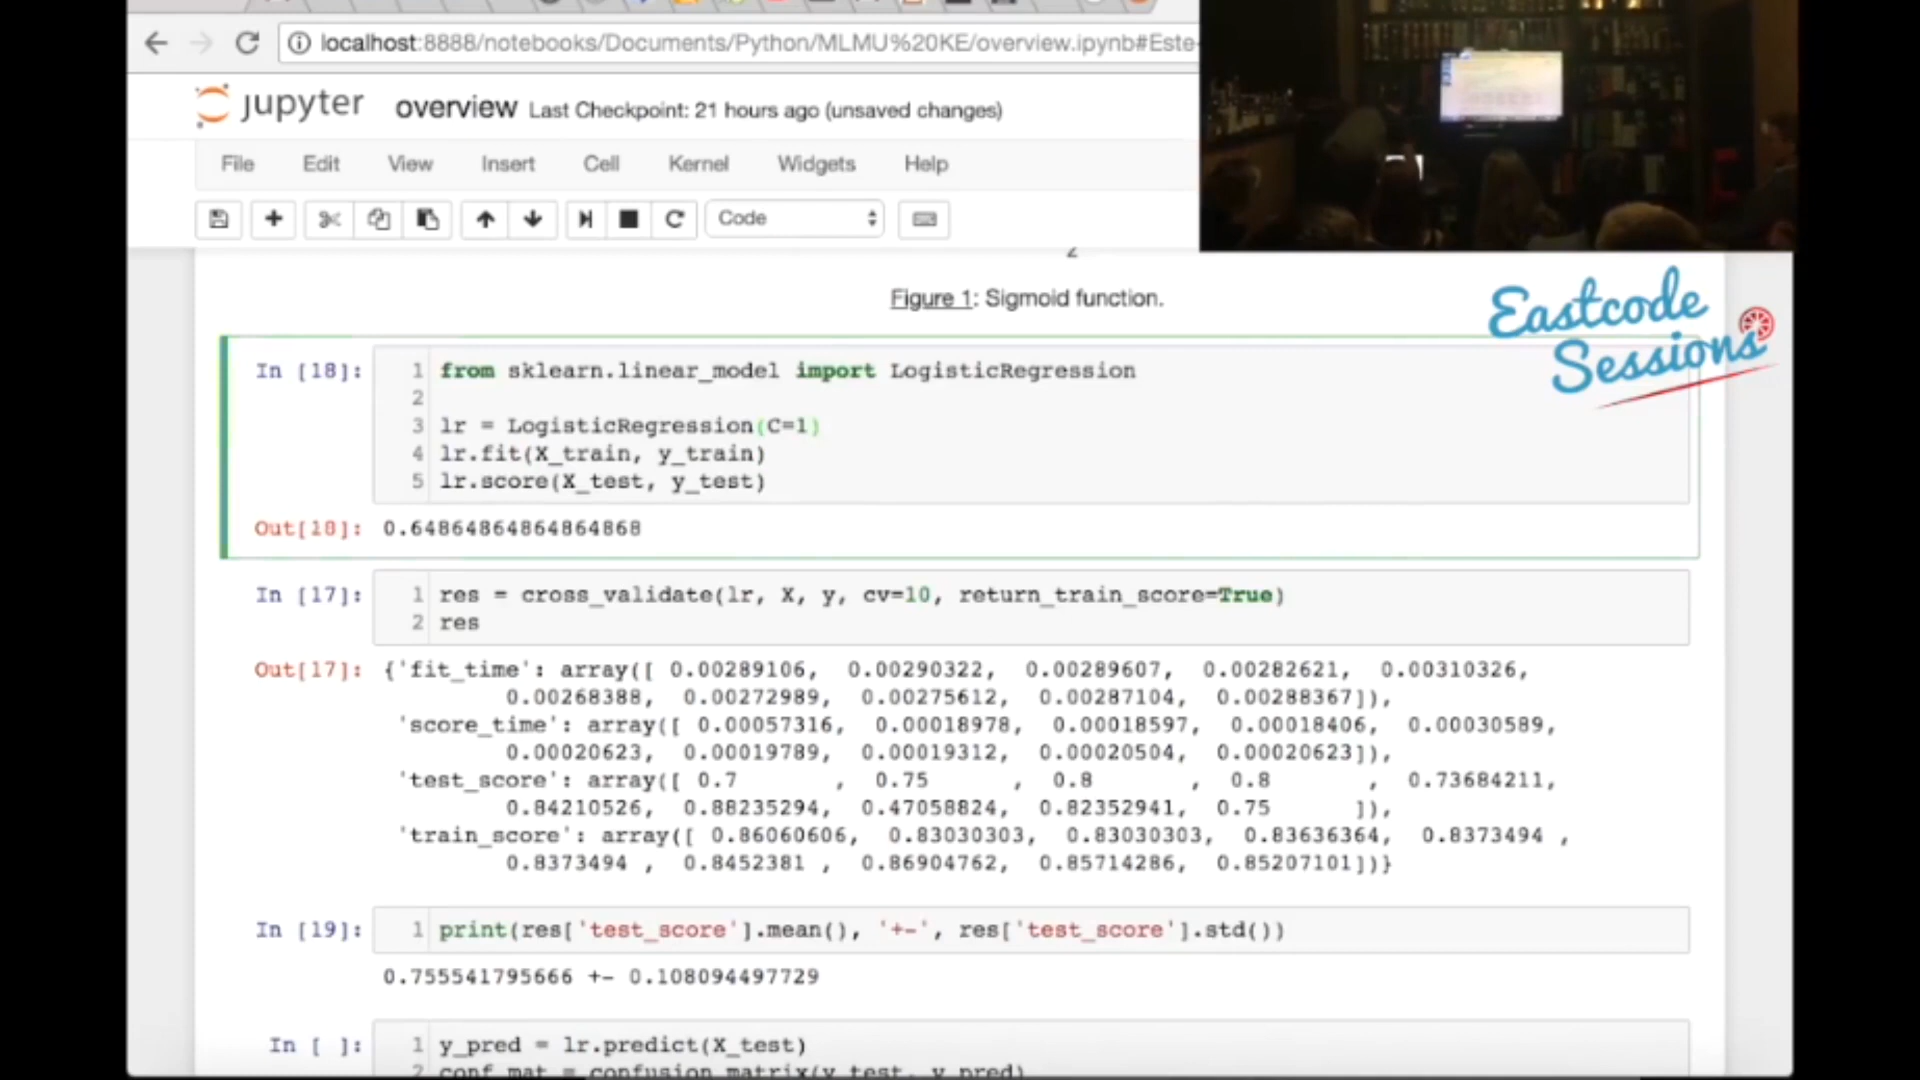 localhost:8888/notebooks/Documents/Python/MLMU%20KE/overview.ipynb#Este-
jupyter overview Last Checkpoint: 21 hours ago (unsaved changes)
File Edit View Insert Cell Kernel Widgets Help
Code
2
Figure 1: Sigmoid function.
Eastcode
Sessions
In [18]: 1 from sklearn.linear_model import LogisticRegression
2
3 lr = LogisticRegression(C=1)
4 lr.fit(X_train, y_train)
5 lr.score(X_test, y_test)
Out[18]: 0.64864864864864868
In [17]: 1 res = cross_validate(lr, X, y, cv=10, return_train_score=True)
2 res
Out[17]: {'fit_time': array([ 0.00289106, 0.00290322, 0.00289607, 0.00282621, 0.00310326,
0.00268388, 0.00272989, 0.00275612, 0.00287104, 0.00288367]),
'score_time': array([ 0.00057316, 0.00018978, 0.00018597, 0.00018406, 0.00030589,
0.00020623, 0.00019789, 0.00019312, 0.00020504, 0.00020623]),
'test_score': array([ 0.7 , 0.75 , 0.8 , 0.8 , 0.73684211,
0.84210526, 0.88235294, 0.47058824, 0.82352941, 0.75 ]),
'train_score': array([ 0.86060606, 0.83030303, 0.83030303, 0.83636364, 0.8373494 ,
0.8373494 , 0.8452381 , 0.86904762, 0.85714286, 0.85207101])}
In [19]: 1 print(res['test_score'].mean(), '+-', res['test_score'].std())
0.755541795666 +- 0.108094497729
In [ ]: 1 y_pred = lr.predict(X_test)
2 conf_mat = confusion_matrix(y_test, y_pred)